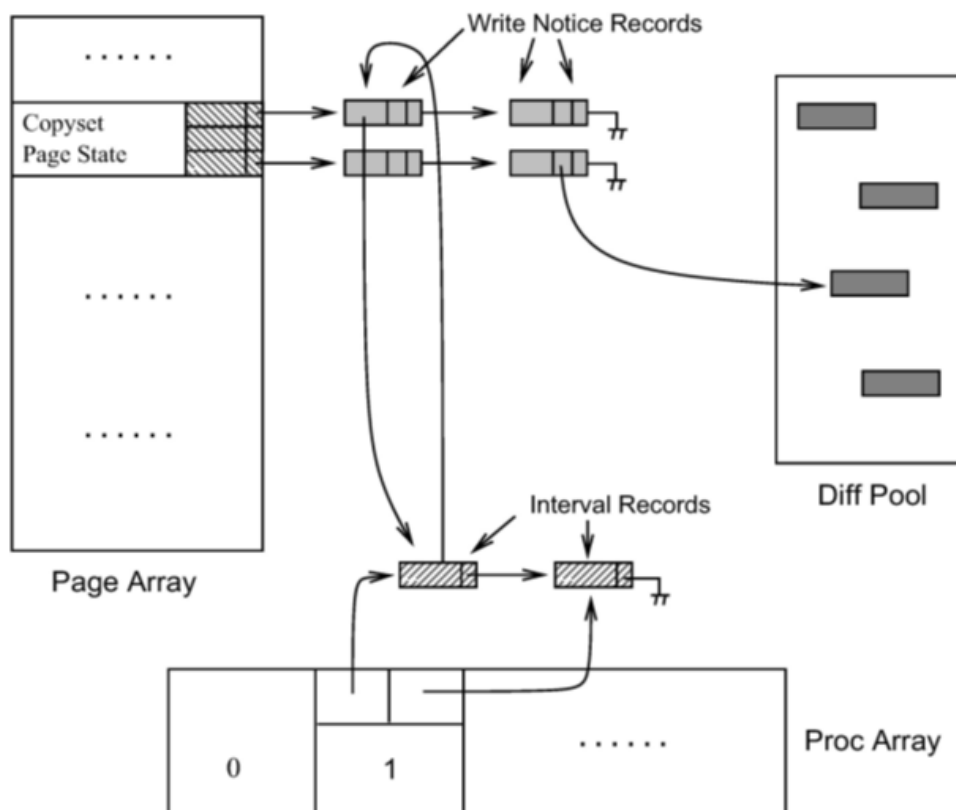 Write Notice Records
......
Copyset
Page State
......
......
Diff Pool
Interval Records
Page Array
0
1
......
Proc Array